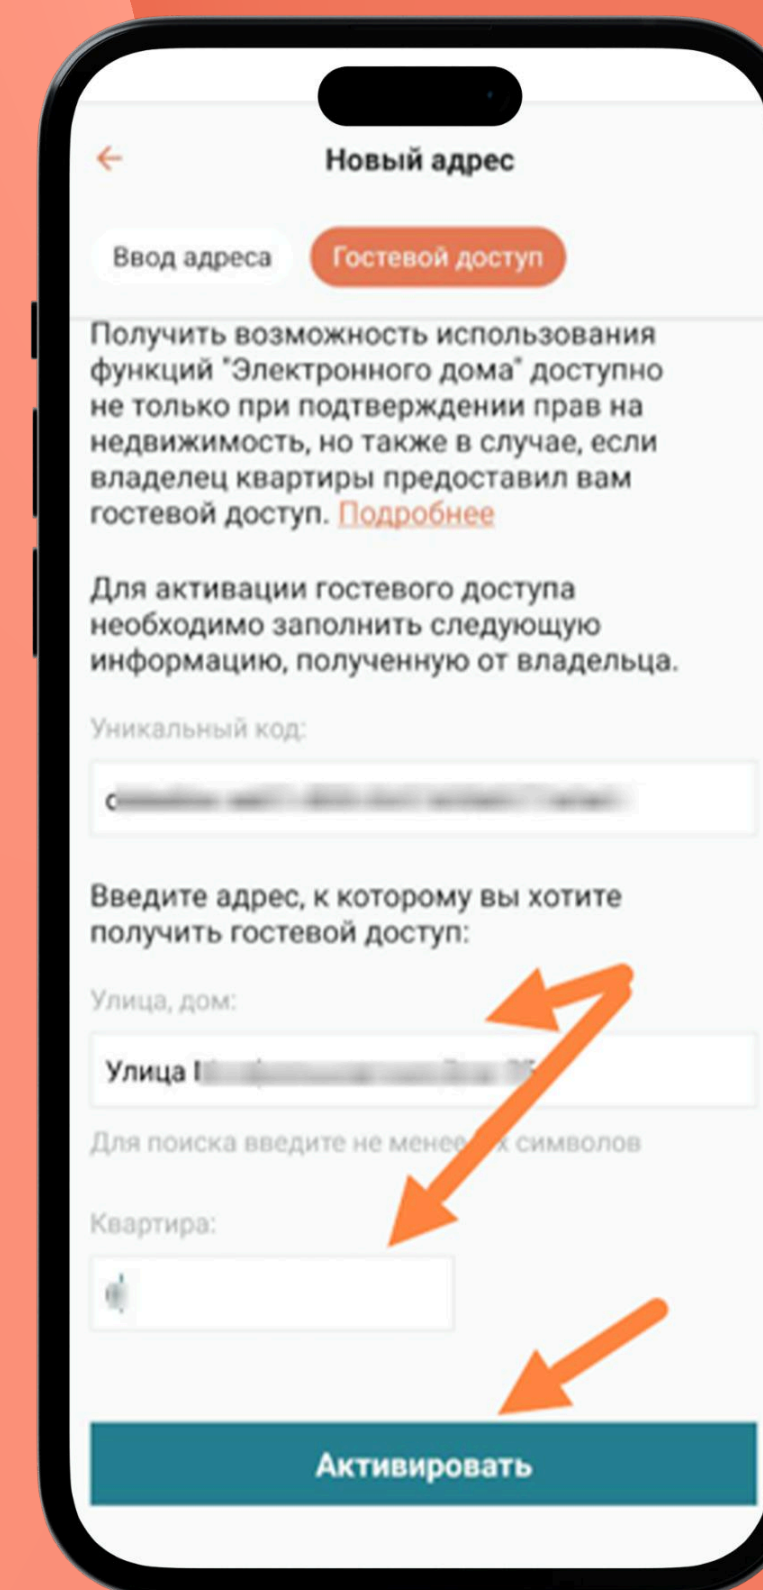 Новый адрес
Ввод адреса
Гостевой доступ
Получить возможность использования
функций "Электронного дома" доступно
не только при подтверждении прав на
недвижимость, но также в случае, если
владелец квартиры предоставил вам
гостевой доступ. Подробнее
Для активации гостевого доступа
необходимо заполнить следующую
информацию, полученную от владельца.
Уникальный код:
Введите адрес, к которому вы хотите
получить гостевой доступ:
Улица, дом:
Улица
Для поиска введите не менее символов
Квартира:
Активировать